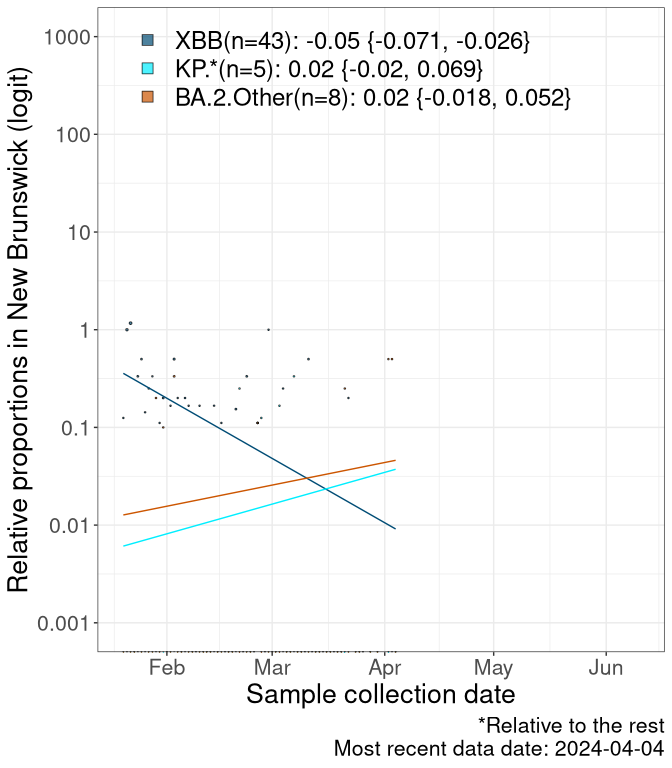 XBB(n=43): -0.05 {-0.071, -0.026}
KP.*(n=5): 0.02 {-0.02, 0.069}
BA.2.Other(n=8): 0.02 {-0.018, 0.052}
Relative proportions in New Brunswick (logit)
1000
100
10
1
0.1
0.01
0.001
Feb Mar Apr May Jun
Sample collection date
*Relative to the rest
Most recent data date: 2024-04-04